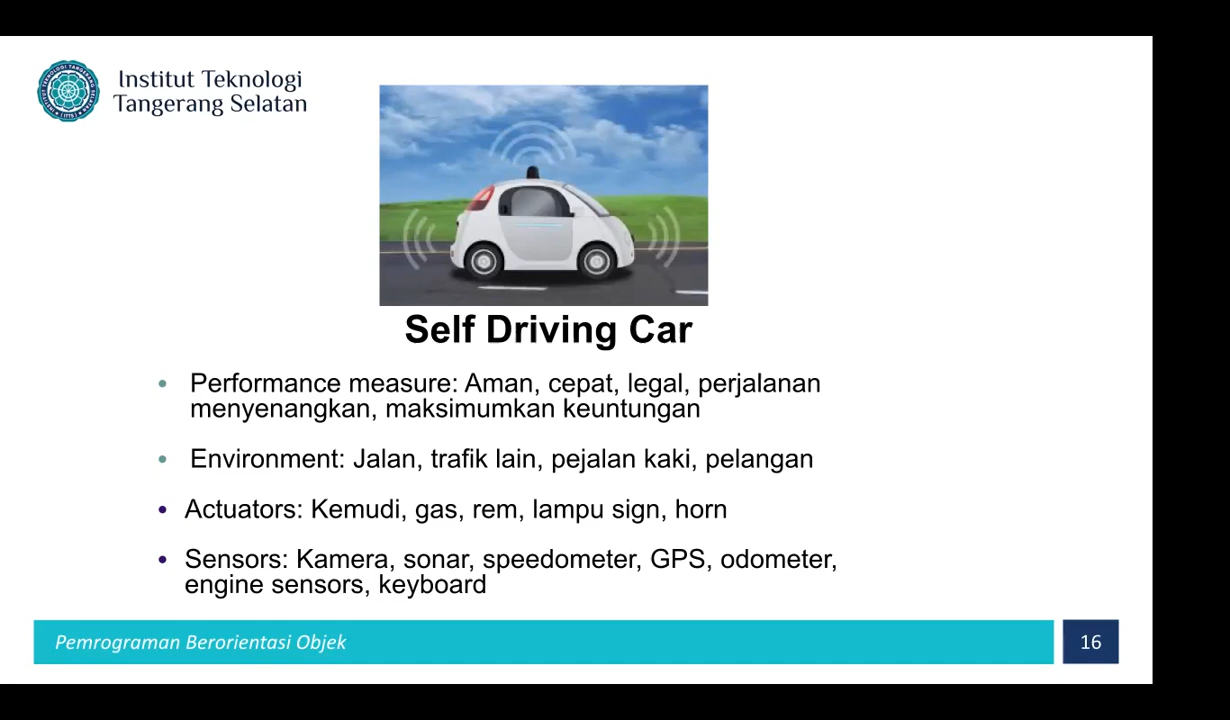 Institut Teknologi
Tangerang Selatan
Self Driving Car
• Performance measure: Aman, cepat, legal, perjalanan
menyenangkan, maksimumkan keuntungan
• Environment: Jalan, trafik lain, pejalan kaki, pelangan
• Actuators: Kemudi, gas, rem, lampu sign, horn
• Sensors: Kamera, sonar, speedometer, GPS, odometer,
engine sensors, keyboard
Pemrograman Berorientasi Objek
16